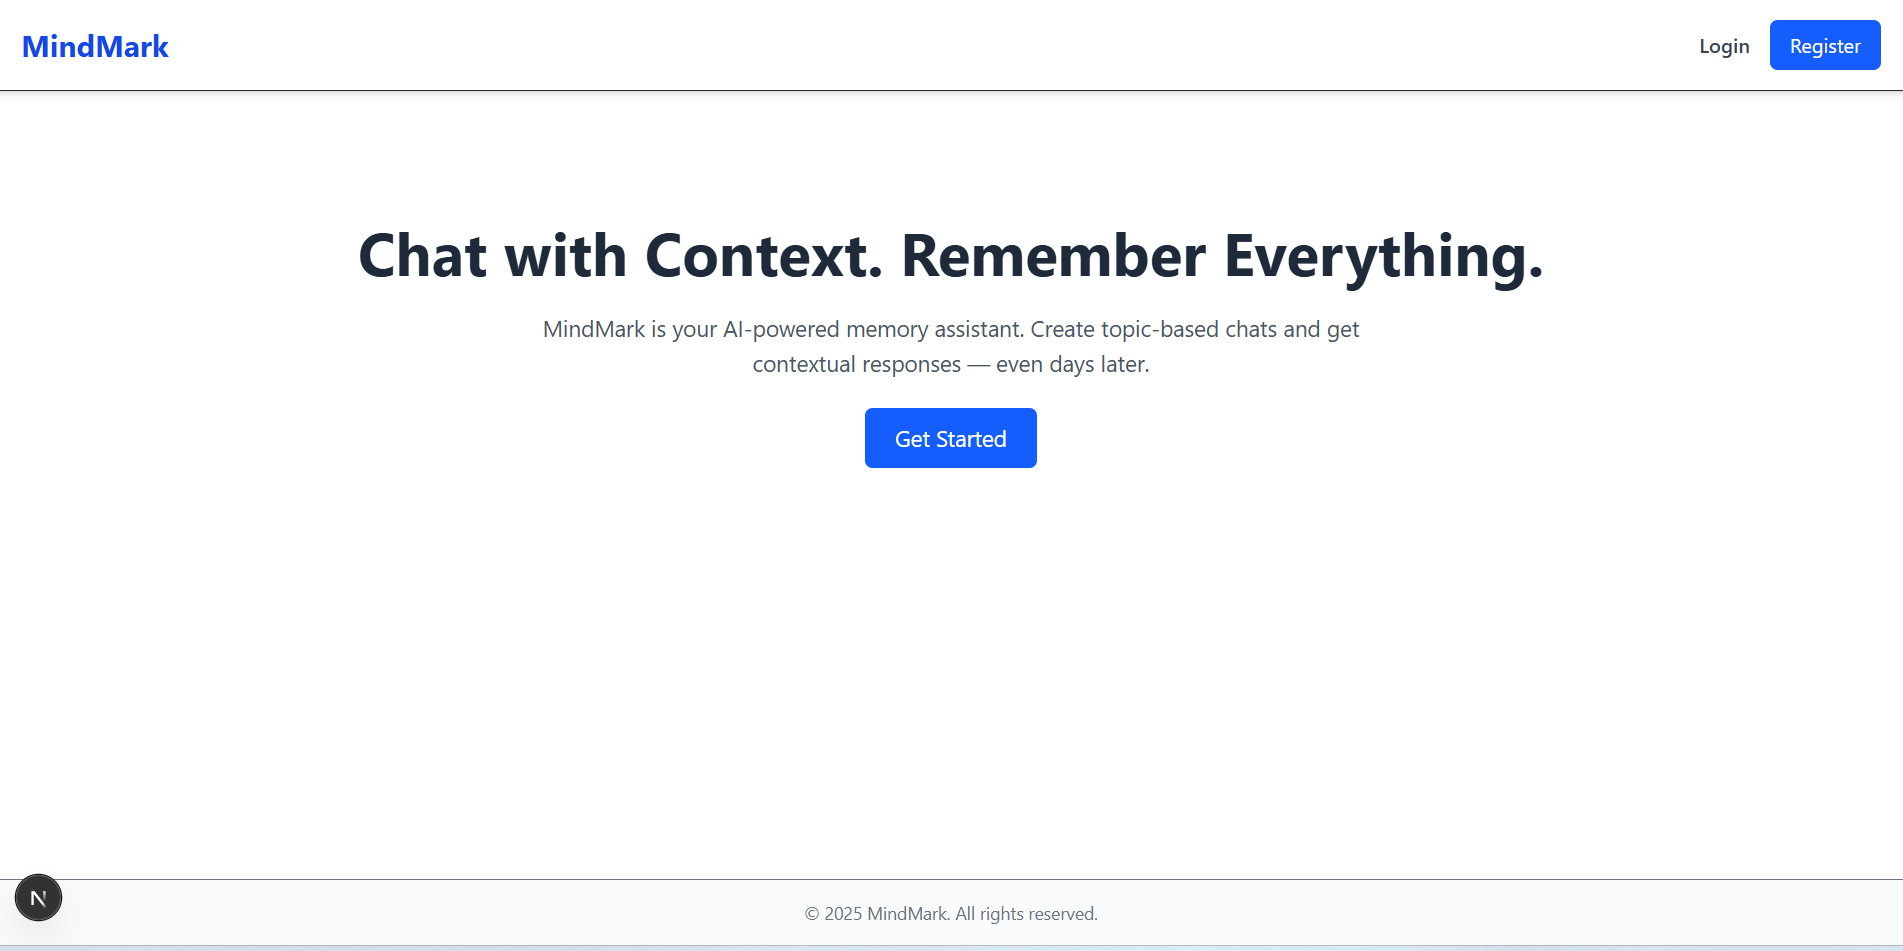 MindMark
Login
Register
Chat with Context. Remember Everything.
MindMark is your AI-powered memory assistant. Create topic-based chats and get
contextual responses — even days later.
Get Started
N
© 2025 MindMark. All rights reserved.